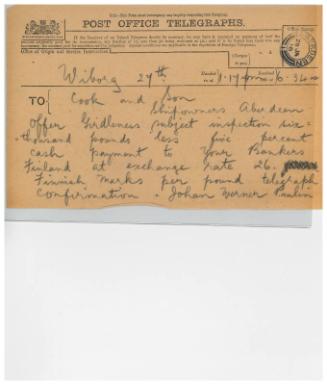 POST OFFICE TELEGRAPHS.
Wiborg 27th
TO Cook and Son
Shipowners Aberdeen
Offer Girdleness subject inspection six-
thousand pounds less five percent
cash payment to Your Bankers
Finland at exchange rate 26.
Finnish marks per pound telegraph
Confirmation. Johan Werner Paulin